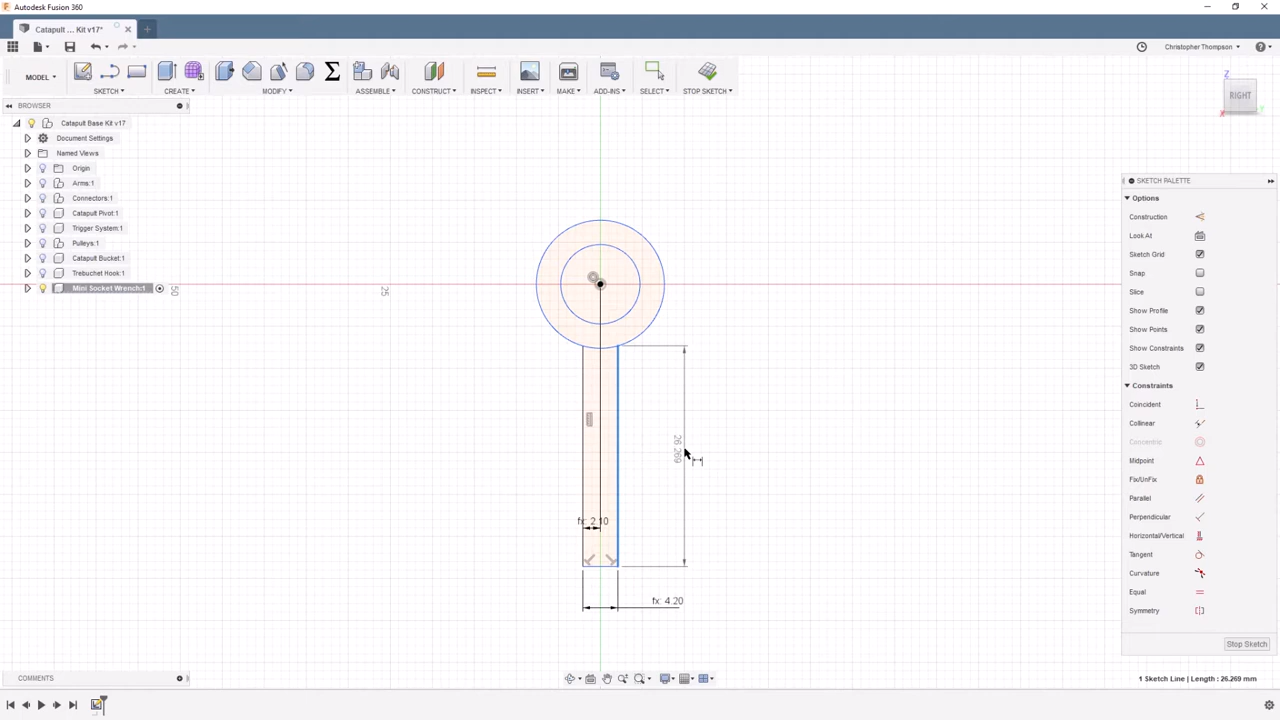 Autodesk Fusion 360
Catapult ... Kit v17*
Christopher Thompson
MODEL
SKETCH
CREATE
MODIFY
ASSEMBLE
CONSTRUCT
INSPECT
INSERT
MAKE
ADD-INS
SELECT
STOP SKETCH
BROWSER
Catapult Base Kit v17
Document Settings
Named Views
Origin
Arms:1
Connectors:1
Catapult Pivot:1
Trigger System:1
Pulleys:1
Catapult Bucket:1
Trebuchet Hook:1
Mini Socket Wrench:1
50
25
26.269
fx: 2.10
fx: 4.20
Z
RIGHT
X
Y
SKETCH PALETTE
Options
Construction
Look At
Sketch Grid
Snap
Slice
Show Profile
Show Points
Show Constraints
3D Sketch
Constraints
Coincident
Collinear
Concentric
Midpoint
Fix/UnFix
Parallel
Perpendicular
Horizontal/Vertical
Tangent
Curvature
Equal
Symmetry
Stop Sketch
COMMENTS
1 Sketch Line | Length : 26.269 mm